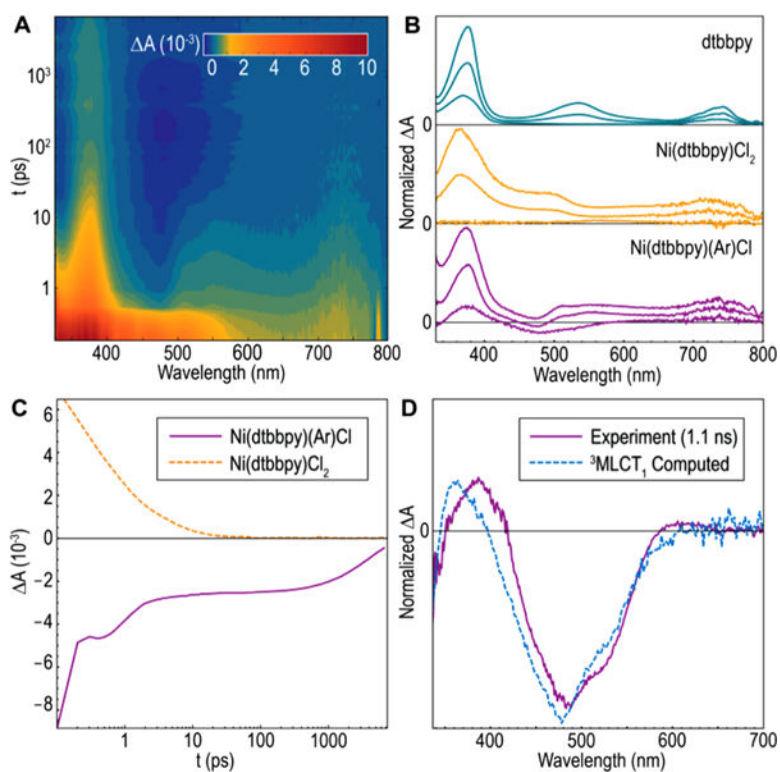 A
ΔA (10⁻³)
0 2 4 6 8 10
10³
10²
10
1
t (ps)
400 500 600 700 800
Wavelength (nm)
B
dtbbpy
0
Ni(dtbbpy)Cl₂
0
Ni(dtbbpy)(Ar)Cl
0
Normalized ΔA
400 500 600 700 800
Wavelength (nm)
C
Ni(dtbbpy)(Ar)Cl
Ni(dtbbpy)Cl₂
6
4
2
0
−2
−4
−6
−8
ΔA (10⁻³)
1 10 100 1000
t (ps)
D
Experiment (1.1 ns)
³MLCT₁ Computed
0
Normalized ΔA
400 500 600 700
Wavelength (nm)